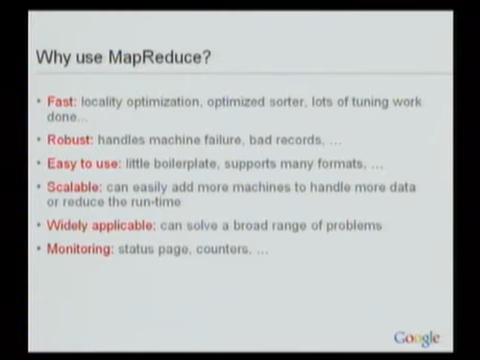 Why use MapReduce?
• Fast: locality optimization, optimized sorter, lots of tuning work
done...
• Robust: handles machine failure, bad records, ...
• Easy to use: little boilerplate, supports many formats, ...
• Scalable: can easily add more machines to handle more data
or reduce the run-time
• Widely applicable: can solve a broad range of problems
• Monitoring: status page, counters, ...
Google